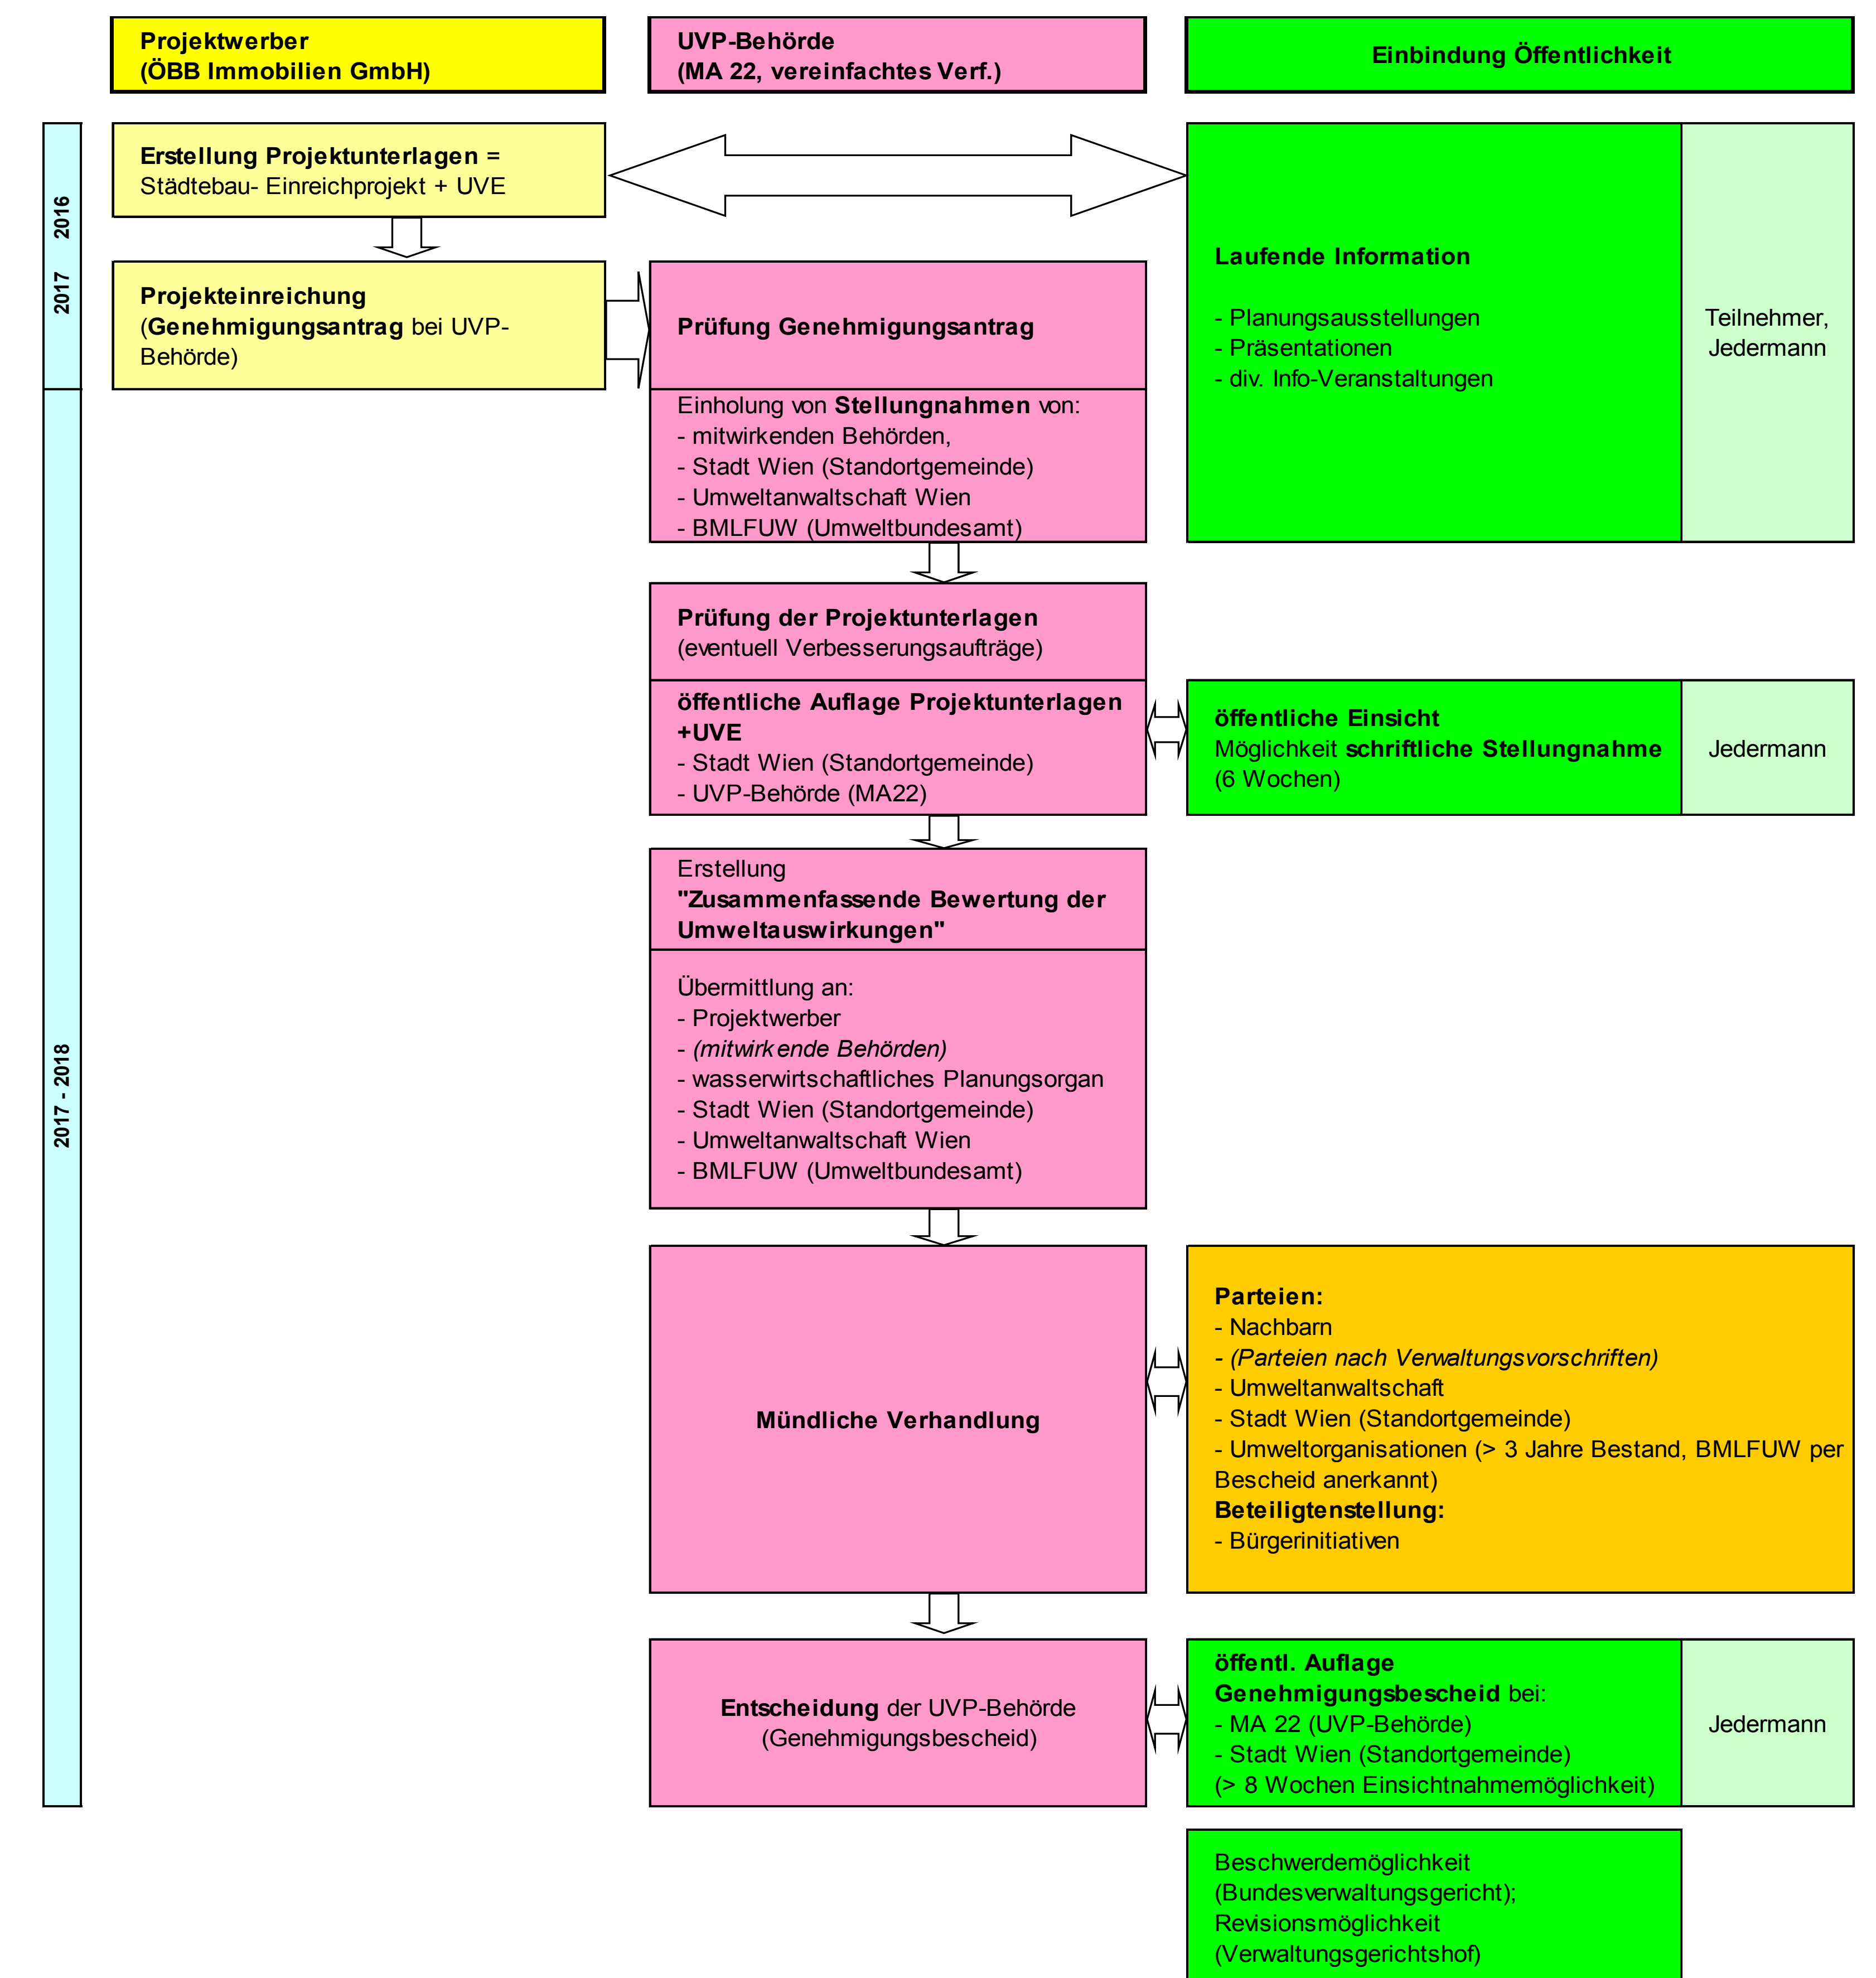 Projektwerber
(ÖBB Immobilien GmbH)
UVP-Behörde
(MA 22, vereinfachtes Verf.)
Einbindung Öffentlichkeit
2016
2017
Erstellung Projektunterlagen =
Städtebau- Einreichprojekt + UVE
Projekteinreichung
(Genehmigungsantrag bei UVP-
Behörde)
Prüfung Genehmigungsantrag
Laufende Information
- Planungsausstellungen
- Präsentationen
- div. Info-Veranstaltungen
Teilnehmer,
Jedermann
2017 - 2018
Einholung von Stellungnahmen von:
- mitwirkenden Behörden,
- Stadt Wien (Standortgemeinde)
- Umweltanwaltschaft Wien
- BMLFUW (Umweltbundesamt)
Prüfung der Projektunterlagen
(eventuell Verbesserungsaufträge)
öffentliche Auflage Projektunterlagen
+UVE
- Stadt Wien (Standortgemeinde)
- UVP-Behörde (MA22)
öffentliche Einsicht
Möglichkeit schriftliche Stellungnahme
(6 Wochen)
Jedermann
Erstellung
"Zusammenfassende Bewertung der
Umweltauswirkungen"
Übermittlung an:
- Projektwerber
- (mitwirkende Behörden)
- wasserwirtschaftliches Planungsorgan
- Stadt Wien (Standortgemeinde)
- Umweltanwaltschaft Wien
- BMLFUW (Umweltbundesamt)
Mündliche Verhandlung
Parteien:
- Nachbarn
- (Parteien nach Verwaltungsvorschriften)
- Umweltanwaltschaft
- Stadt Wien (Standortgemeinde)
- Umweltorganisationen (> 3 Jahre Bestand, BMLFUW per
Bescheid anerkannt)
Beteiligtenstellung:
- Bürgerinitiativen
Entscheidung der UVP-Behörde
(Genehmigungsbescheid)
öffentl. Auflage
Genehmigungsbescheid bei:
- MA 22 (UVP-Behörde)
- Stadt Wien (Standortgemeinde)
(> 8 Wochen Einsichtnahmemöglichkeit)
Jedermann
Beschwerdemöglichkeit
(Bundesverwaltungsgericht);
Revisionsmöglichkeit
(Verwaltungsgerichtshof)